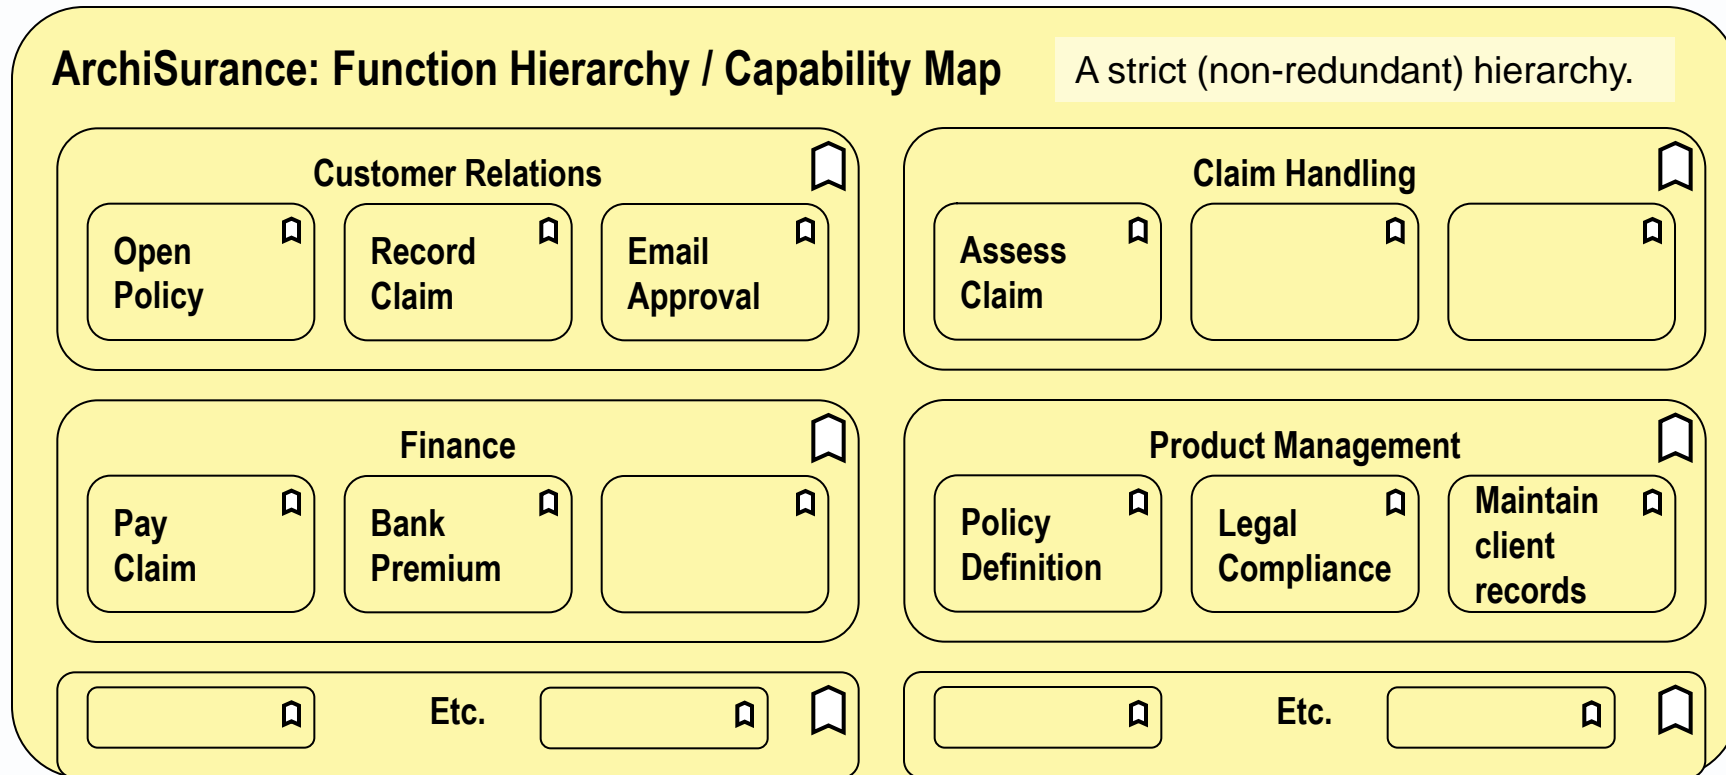 ArchiSurance: Function Hierarchy / Capability Map
A strict (non-redundant) hierarchy.
Customer Relations
Open
Policy
Record
Claim
Email
Approval
Claim Handling
Assess
Claim
Finance
Pay
Claim
Bank
Premium
Product Management
Policy
Definition
Legal
Compliance
Maintain
client
records
Etc.
Etc.